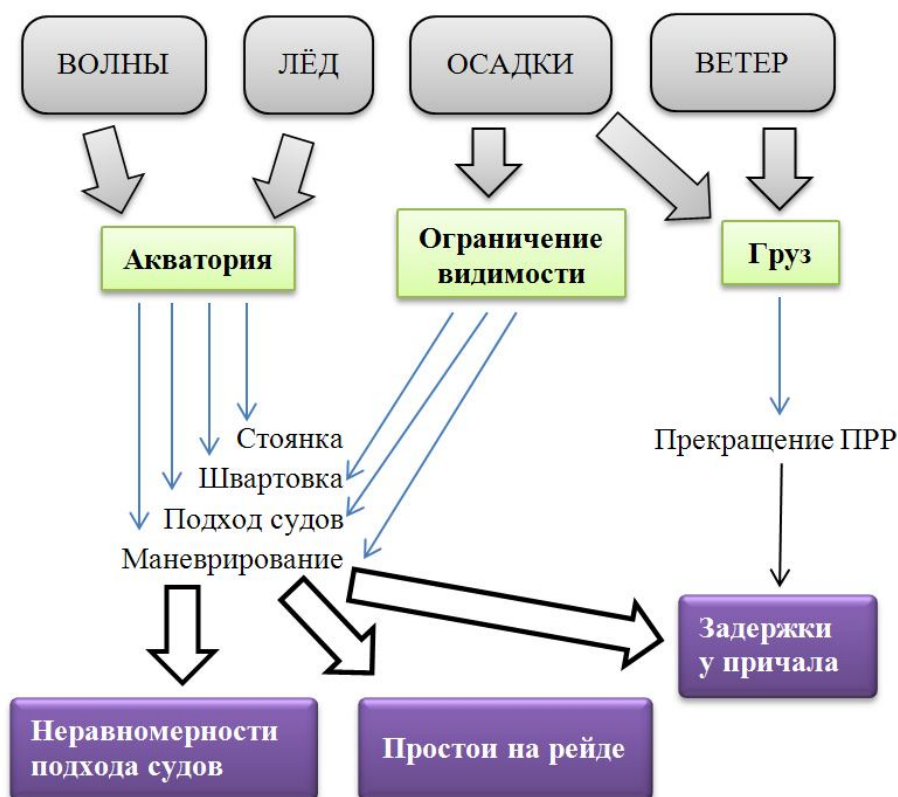 ВОЛНЫ
ЛЁД
ОСАДКИ
ВЕТЕР
Акватория
Ограничение
видимости
Груз
Стоянка
Швартовка
Подход судов
Маневрирование
Прекращение ПРР
Задержки
у причала
Неравномерности
подхода судов
Простои на рейде